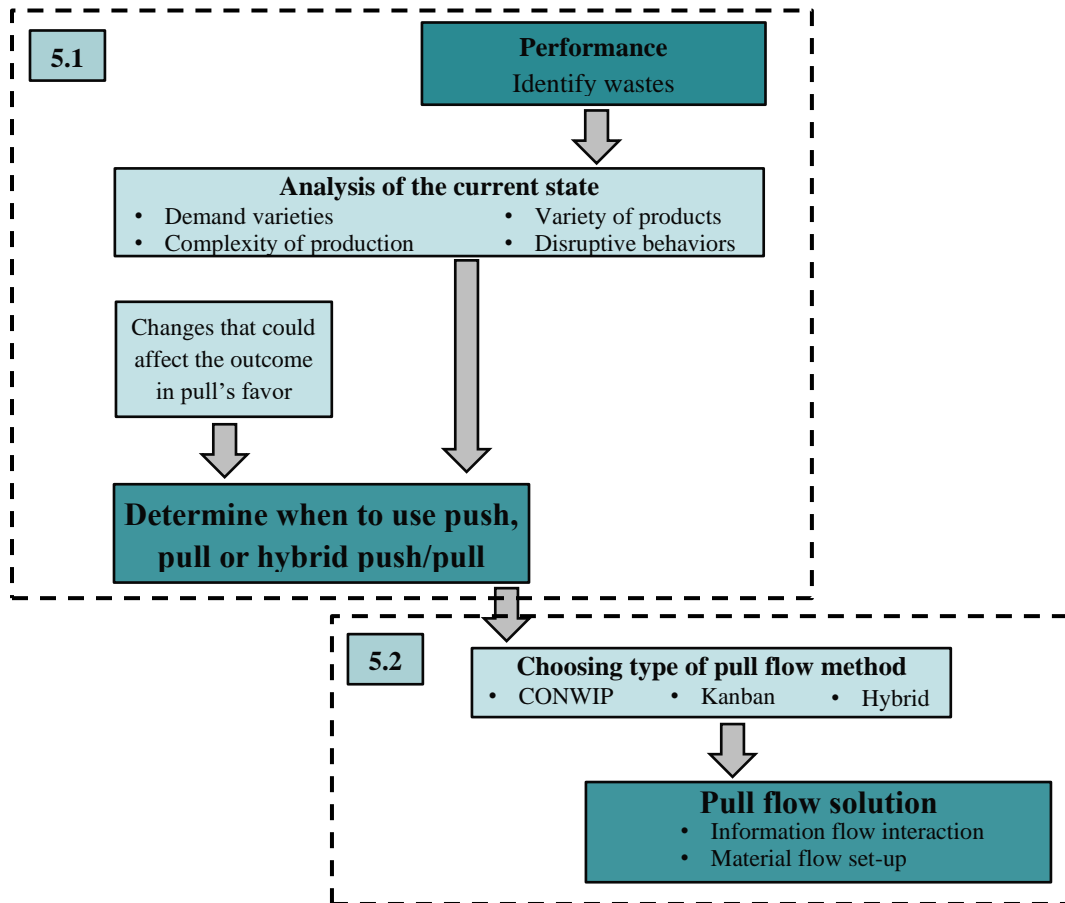 5.1
Performance
Identify wastes
Analysis of the current state
• Demand varieties
• Variety of products
• Complexity of production
• Disruptive behaviors
Changes that could
affect the outcome
in pull's favor
Determine when to use push,
pull or hybrid push/pull
5.2
Choosing type of pull flow method
• CONWIP • Kanban • Hybrid
Pull flow solution
• Information flow interaction
• Material flow set-up